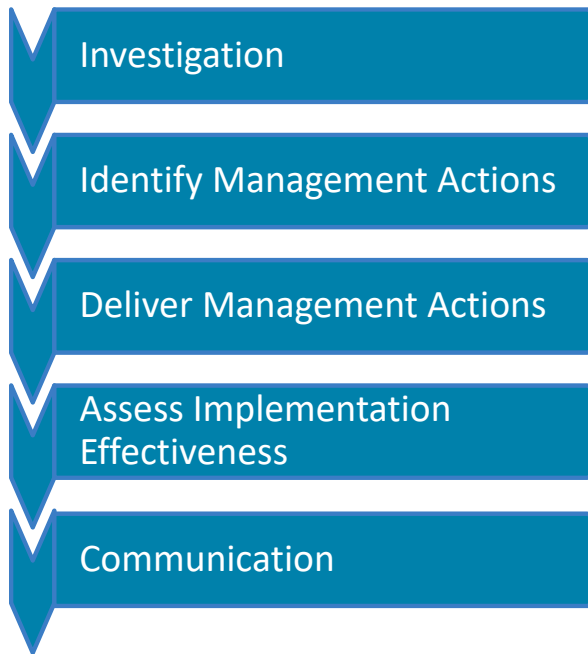 Investigation
Identify Management Actions
Deliver Management Actions
Assess Implementation
Effectiveness
Communication